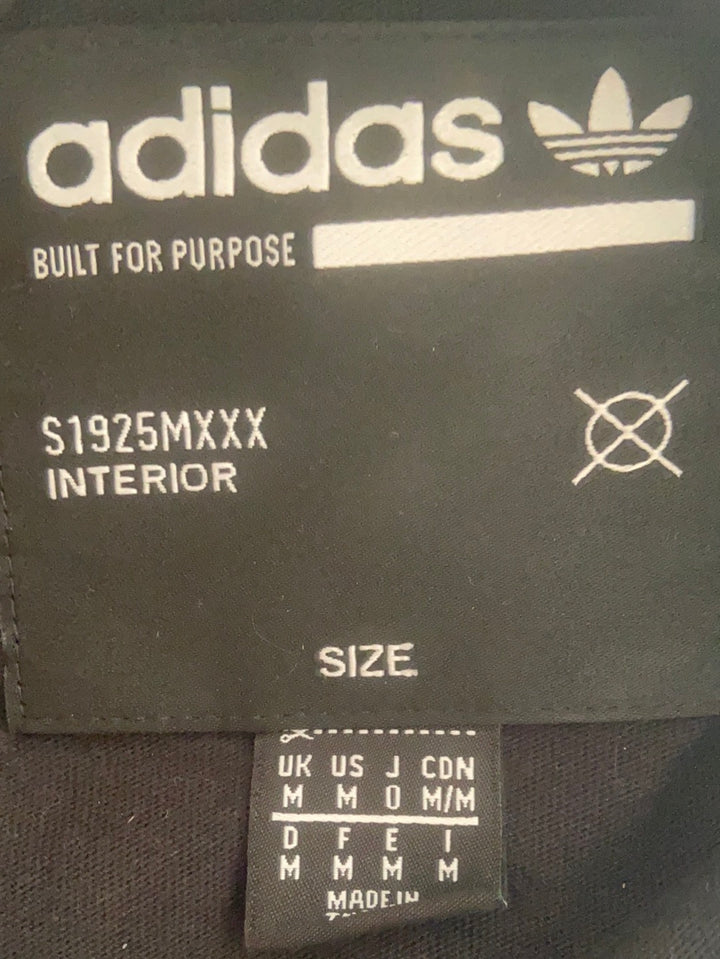 adidas
BUILT FOR PURPOSE
S1925MXXX
INTERIOR
SIZE
UK US J CDN
M M O M/M
D F E I
M M M M
MADE IN